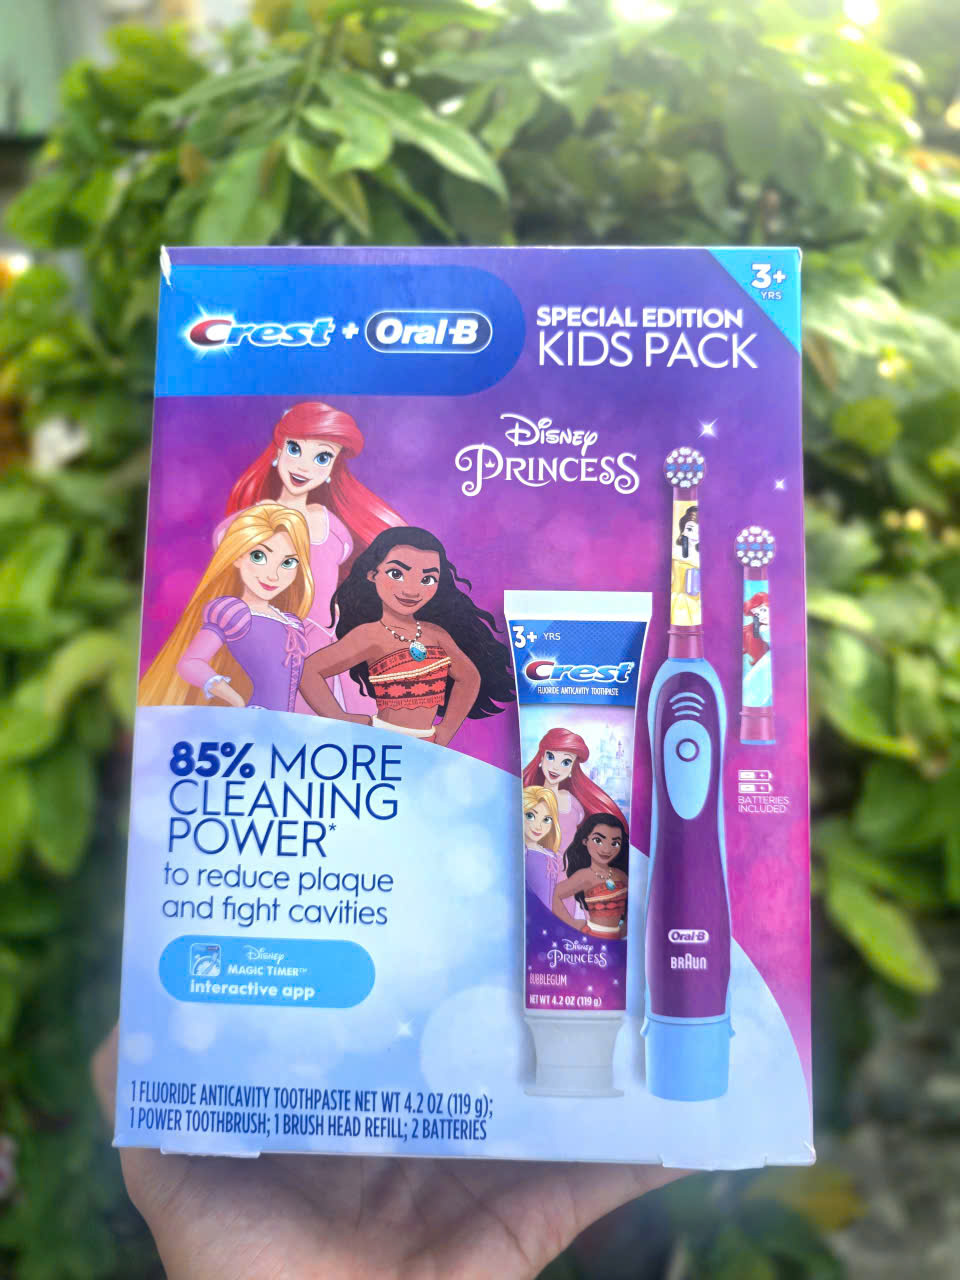 Crest + Oral-B
SPECIAL EDITION
KIDS PACK
3+
YRS
Disney
PRINCESS
85% MORE
CLEANING
POWER*
to reduce plaque
and fight cavities
Disney
MAGIC TIMER™
interactive app
3+ YRS
Crest
FLUORIDE ANTICAVITY TOOTHPASTE
Disney
PRINCESS
BUBBLEGUM
NET WT 4.2 OZ (119 g)
Oral-B
BRAUN
BATTERIES
INCLUDED
1 FLUORIDE ANTICAVITY TOOTHPASTE NET WT 4.2 OZ (119 g);
1 POWER TOOTHBRUSH; 1 BRUSH HEAD REFILL; 2 BATTERIES